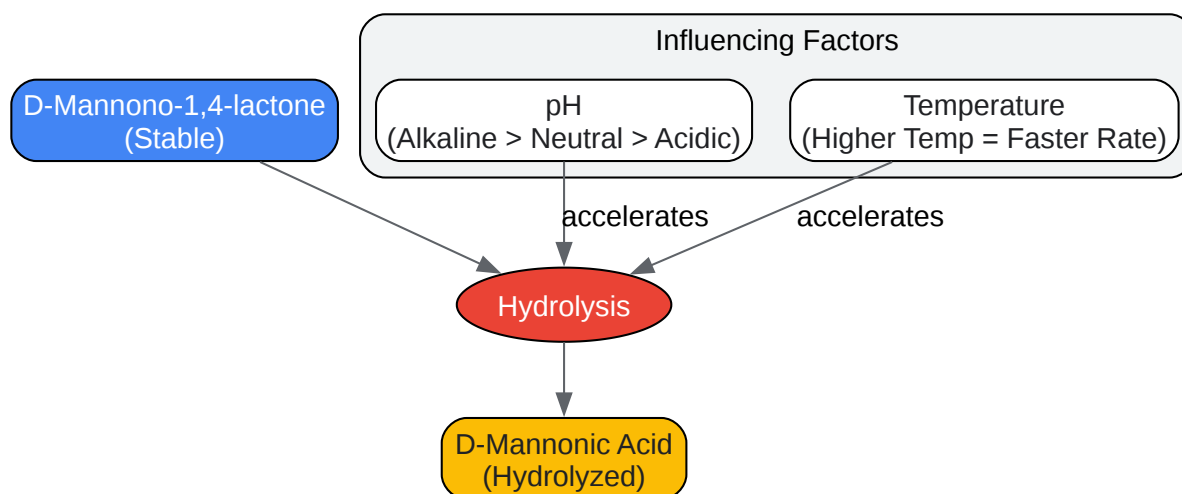 Influencing Factors
D-Mannono-1,4-lactone
(Stable)
pH
(Alkaline > Neutral > Acidic)
Temperature
(Higher Temp = Faster Rate)
accelerates
accelerates
Hydrolysis
D-Mannonic Acid
(Hydrolyzed)